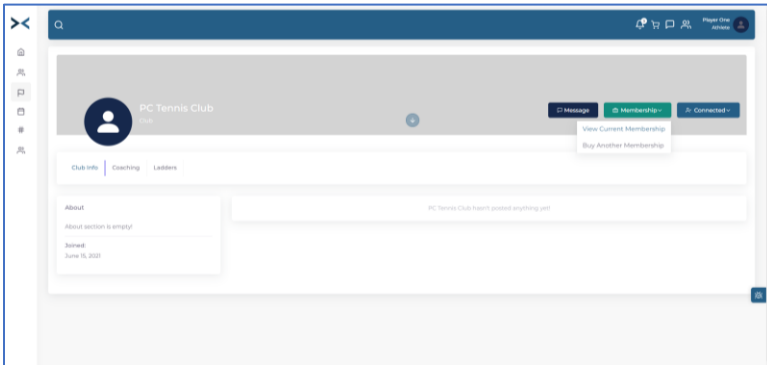 Player One
Athlete
PC Tennis Club
Club
Message
Membership
Connected
View Current Membership
Buy Another Membership
Club Info
Coaching
Ladders
About
About section is empty!
Joined:
June 15, 2021
PC Tennis Club hasn't posted anything yet!